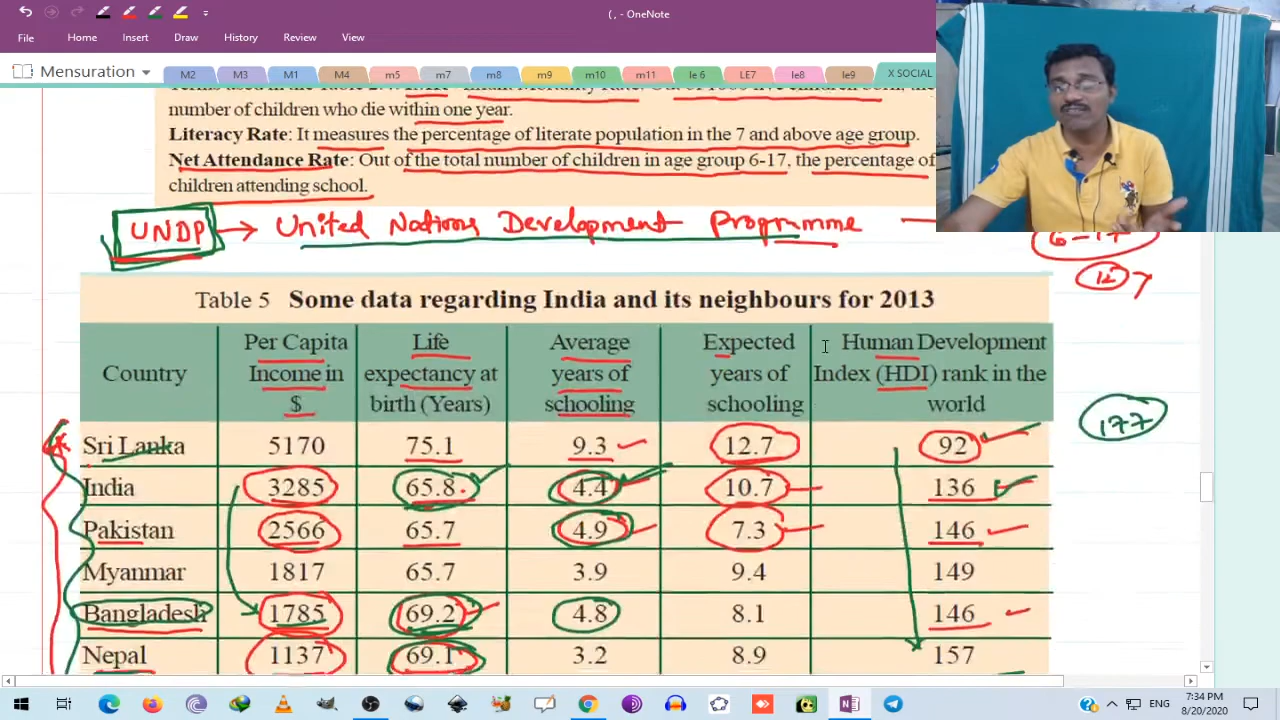 ( , - OneNote
File Home Insert Draw History Review View
Mensuration M2 M3 M1 M4 m5 m7 m8 m9 m10 m11 le 6 LE7 le8 le9 X SOCIAL
number of children who die within one year.
Literacy Rate: It measures the percentage of literate population in the 7 and above age group.
Net Attendance Rate: Out of the total number of children in age group 6-17, the percentage of
children attending school.
UNDP → United Nations Development Programme
6-17
12 7
Table 5 Some data regarding India and its neighbours for 2013
Country Per Capita Income in $ Life expectancy at birth (Years) Average years of schooling Expected years of schooling Human Development Index (HDI) rank in the world
177
Sri Lanka 5170 75.1 9.3 12.7 92
India 3285 65.8 4.4 10.7 136
Pakistan 2566 65.7 4.9 7.3 146
Myanmar 1817 65.7 3.9 9.4 149
Bangladesh 1785 69.2 4.8 8.1 146
Nepal 1137 69.1 3.2 8.9 157
ENG 7:34 PM
8/20/2020